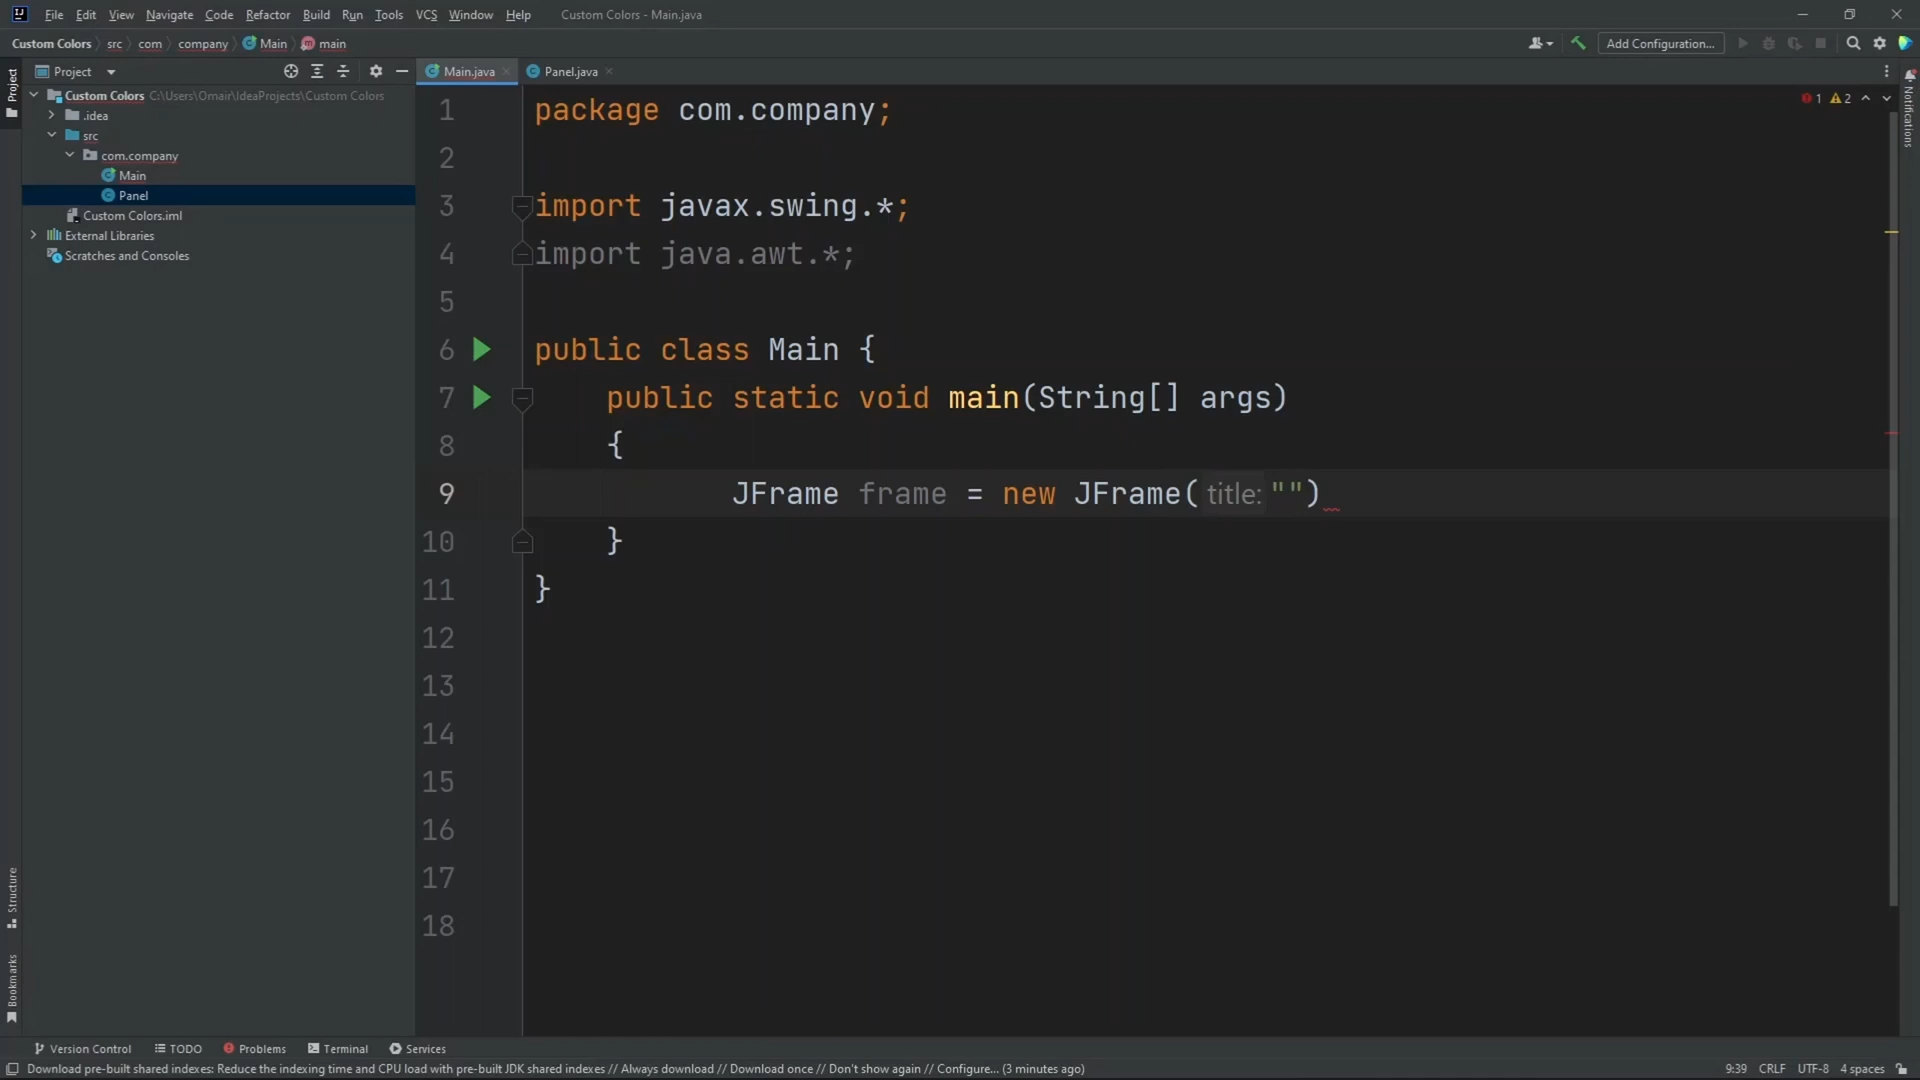 File Edit View Navigate Code Refactor Build Run Tools VCS Window Help Custom Colors - Main.java
Custom Colors src com company Main main Add Configuration...
Project
Project
Main.java
Panel.java
Custom Colors C:\Users\Omair\IdeaProjects\Custom Colors
.idea
src
com.company
Main
Panel
Custom Colors.iml
External Libraries
Scratches and Consoles
1 package com.company;
2
3 import javax.swing.*;
4 import java.awt.*;
5
6 public class Main {
7 public static void main(String[] args)
8 {
9 JFrame frame = new JFrame( title: "")
10 }
11 }
12
13
14
15
16
17
18
1 2
Notifications
Structure
Bookmarks
Version Control TODO Problems Terminal Services
Download pre-built shared indexes: Reduce the indexing time and CPU load with pre-built JDK shared indexes // Always download // Download once // Don't show again // Configure... (3 minutes ago) 9:39 CRLF UTF-8 4 spaces